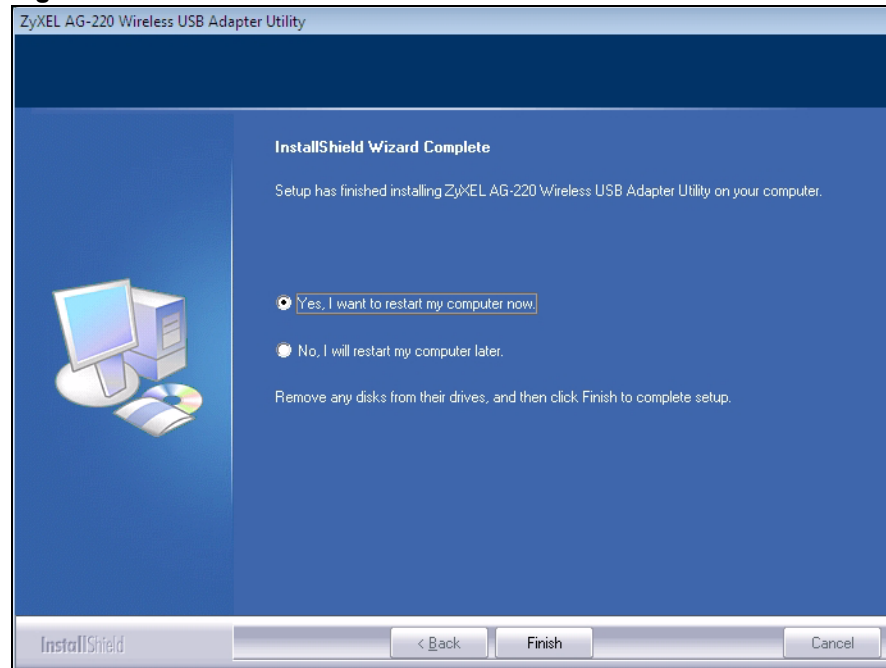 ZyXEL AG-220 Wireless USB Adapter Utility
InstallShield Wizard Complete
Setup has finished installing ZyXEL AG-220 Wireless USB Adapter Utility on your computer.
Yes, I want to restart my computer now.
No, I will restart my computer later.
Remove any disks from their drives, and then click Finish to complete setup.
InstallShield
< Back
Finish
Cancel